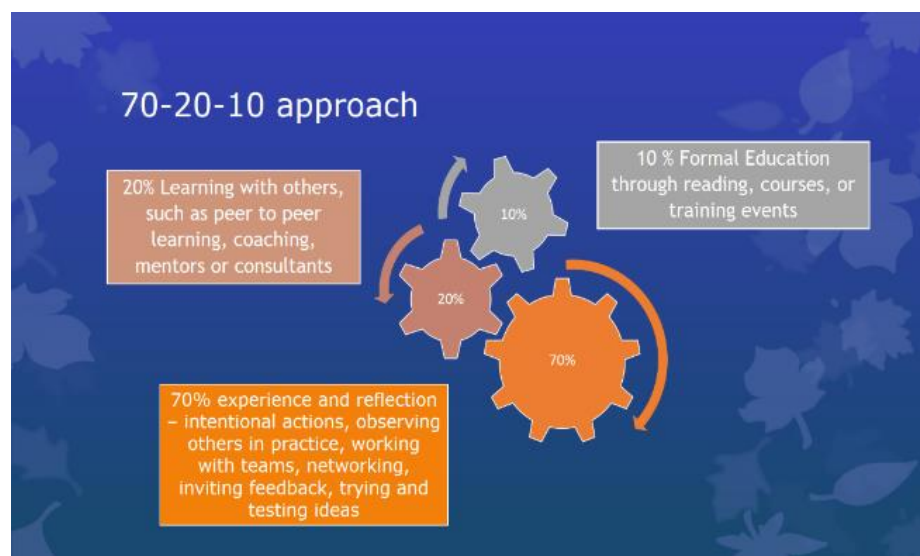 70-20-10 approach
20% Learning with others,
such as peer to peer
learning, coaching,
mentors or consultants
10 % Formal Education
through reading, courses, or
training events
10%
20%
70%
70% experience and reflection
– intentional actions, observing
others in practice, working
with teams, networking,
inviting feedback, trying and
testing ideas